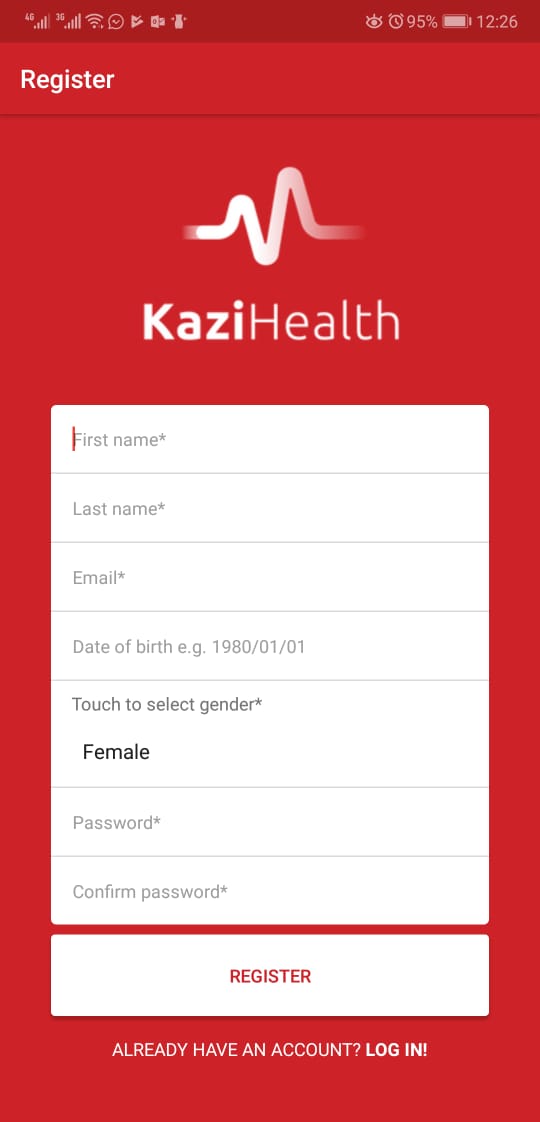 4G 3G 95% 12:26
Register
KaziHealth
First name*
Last name*
Email*
Date of birth e.g. 1980/01/01
Touch to select gender*
Female
Password*
Confirm password*
REGISTER
ALREADY HAVE AN ACCOUNT? LOG IN!